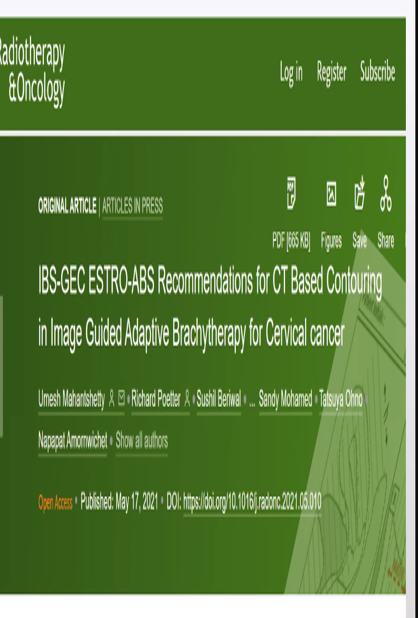 Radiotherapy
&Oncology
Log in Register Subscribe
ORIGINAL ARTICLE | ARTICLES IN PRESS
PDF [665 KB] Figures Save Share
IBS-GEC ESTRO-ABS Recommendations for CT Based Contouring
in Image Guided Adaptive Brachytherapy for Cervical cancer
Umesh Mahantshetty • Richard Poetter • Sushil Beriwal • ... Sandy Mohamed • Tatsuya Ohno •
Napapat Amornwichet • Show all authors
Open Access • Published: May 17, 2021 • DOI: https://doi.org/10.1016/j.radonc.2021.05.010